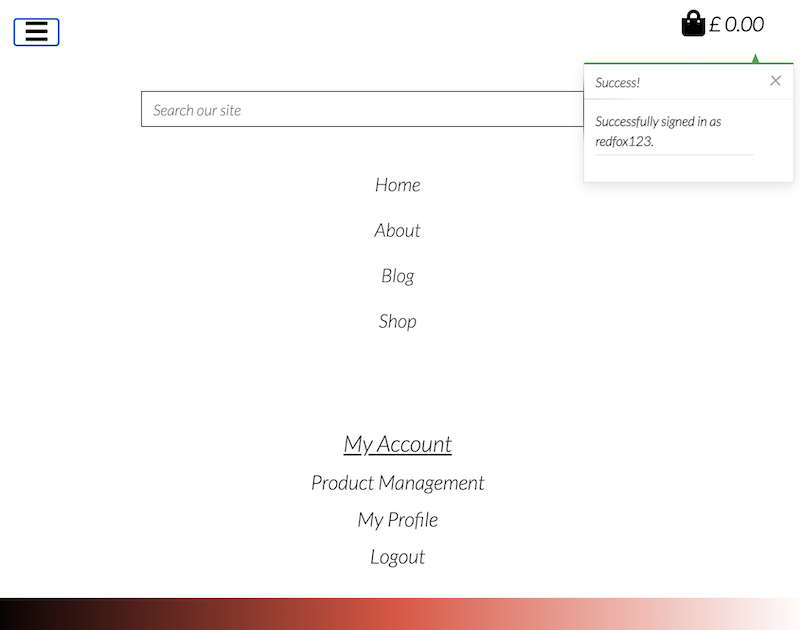 £ 0.00
Success!
Successfully signed in as
redfox123.
Search our site
Home
About
Blog
Shop
My Account
Product Management
My Profile
Logout